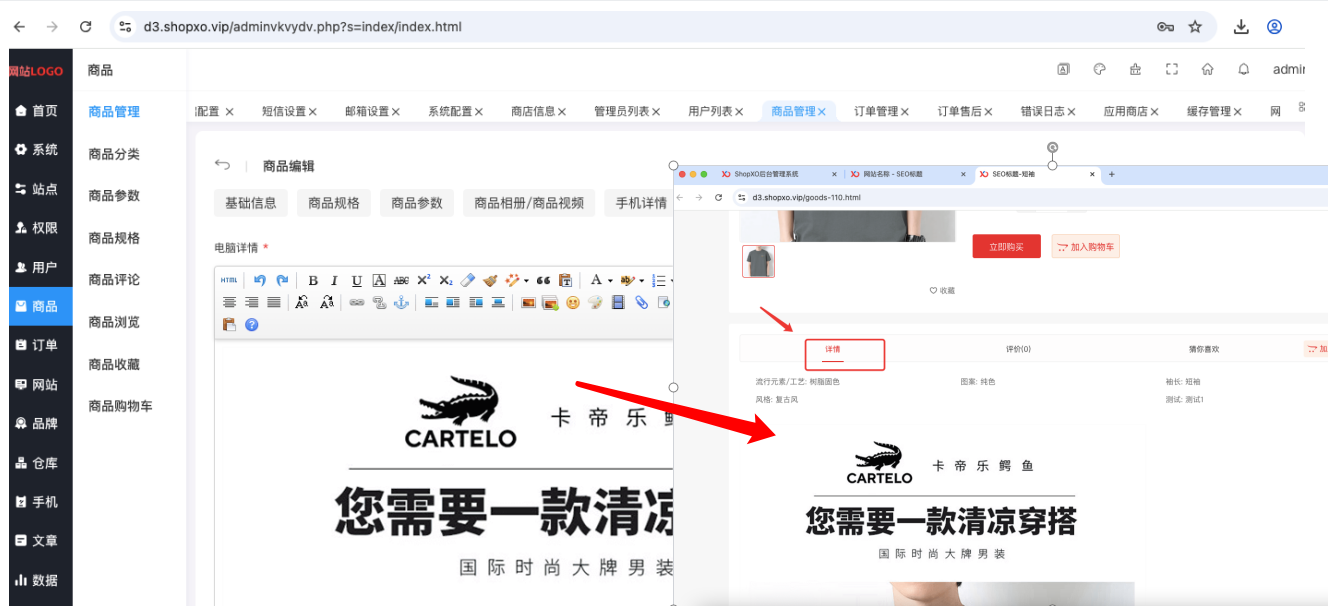 d3.shopxo.vip/adminvkvydv.php?s=index/index.html
网站LOGO
商品
admin
首页
系统
站点
权限
用户
商品
订单
网站
品牌
仓库
手机
文章
数据
商品管理
商品分类
商品参数
商品规格
商品评论
商品浏览
商品收藏
商品购物车
配置 × 短信设置 × 邮箱设置 × 系统配置 × 商店信息 × 管理员列表 × 用户列表 × 商品管理 × 订单管理 × 订单售后 × 错误日志 × 应用商店 × 缓存管理 × 网
商品编辑
基础信息 商品规格 商品参数 商品相册/商品视频 手机详情
电脑详情 *
HTML B I U A ABC X² X₂ 66 T A ab
CARTELO
卡帝乐
您需要一款清凉
国际时尚大牌男装
ShopXO后台管理系统 × 网站名称 - SEO标题 × SEO标题-短袖 × +
d3.shopxo.vip/goods-110.html
立即购买 加入购物车
收藏
详情 评价(0) 猜你喜欢 加
流行元素/工艺: 树脂固色 图案: 纯色 袖长: 短袖
风格: 复古风 测试: 测试1
CARTELO
卡帝乐鳄鱼
您需要一款清凉穿搭
国际时尚大牌男装